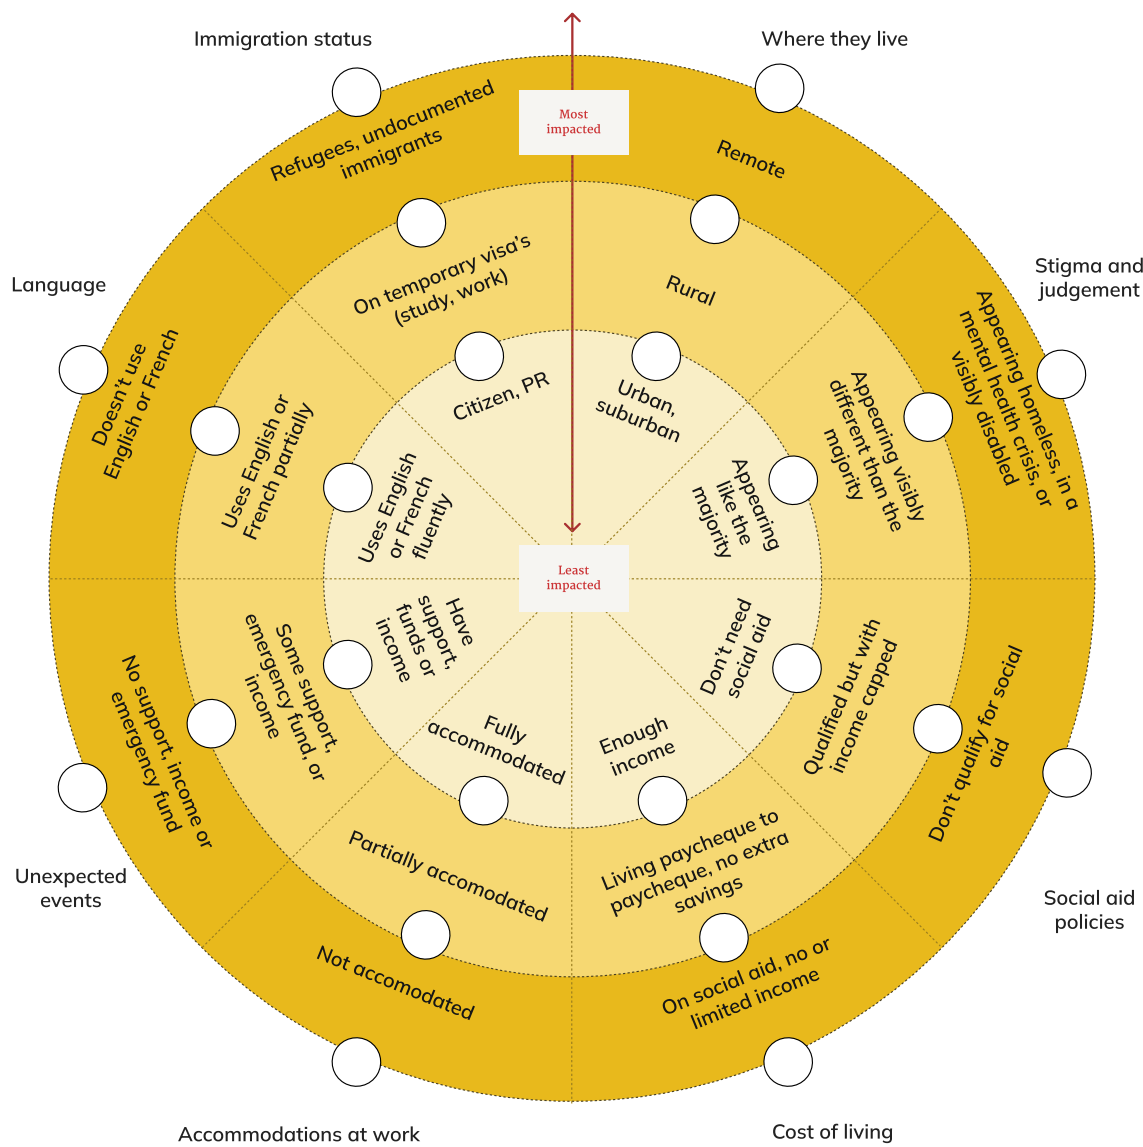 Immigration status
Where they live
Most
impacted
Refugees, undocumented
immigrants
Remote
On temporary visa's
(study, work)
Rural
Citizen, PR
Urban,
suburban
Language
Doesn't use
English or French
Uses English or
French partially
Uses English
or French
fluently
Stigma and
judgement
Appearing homeless, in a
mental health crisis, or
visibly disabled
Appearing visibly
different than the
majority
Appearing
like the
majority
Least
impacted
Have
support,
funds or
income
Some support,
emergency fund, or
income
No support, income or
emergency fund
Unexpected
events
Don't need
social aid
Qualified but with
income capped
Don't qualify for social
aid
Social aid
policies
Fully
accommodated
Partially accomodated
Not accomodated
Accommodations at work
Enough
income
Living paycheque to
paycheque, no extra
savings
On social aid, no or
limited income
Cost of living